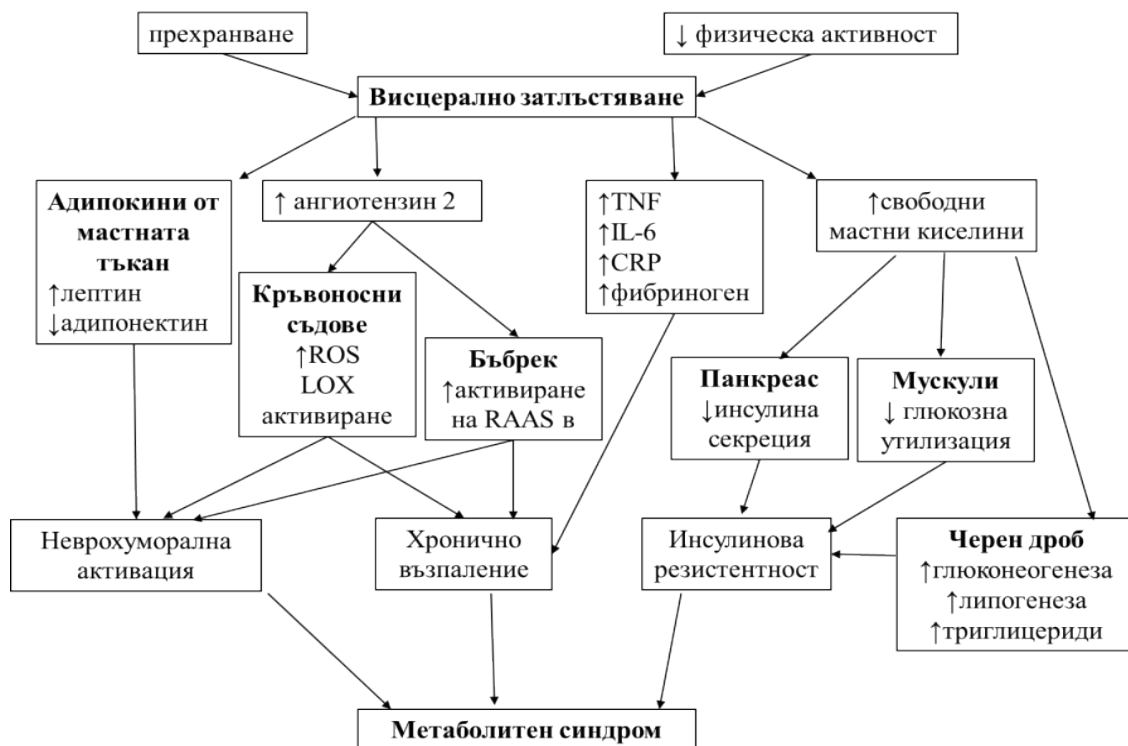 прехранване
↓ физическа активност
Висцерално затлъстяване
Адипокини от
мастната
тъкан
↑лептин
↓адипонектин
↑ ангиотензин 2
↑TNF
↑IL-6
↑CRP
↑фибриноген
↑свободни
мастни киселини
Кръвоносни
съдове
↑ROS
LOX
активиране
Бъбрек
↑активиране
на RAAS в
Панкреас
↓инсулина
секреция
Мускули
↓ глюкозна
утилизация
Неврохуморална
активация
Хронично
възпаление
Инсулинова
резистентност
Черен дроб
↑глюконеогенеза
↑липогенеза
↑триглицериди
Метаболитен синдром